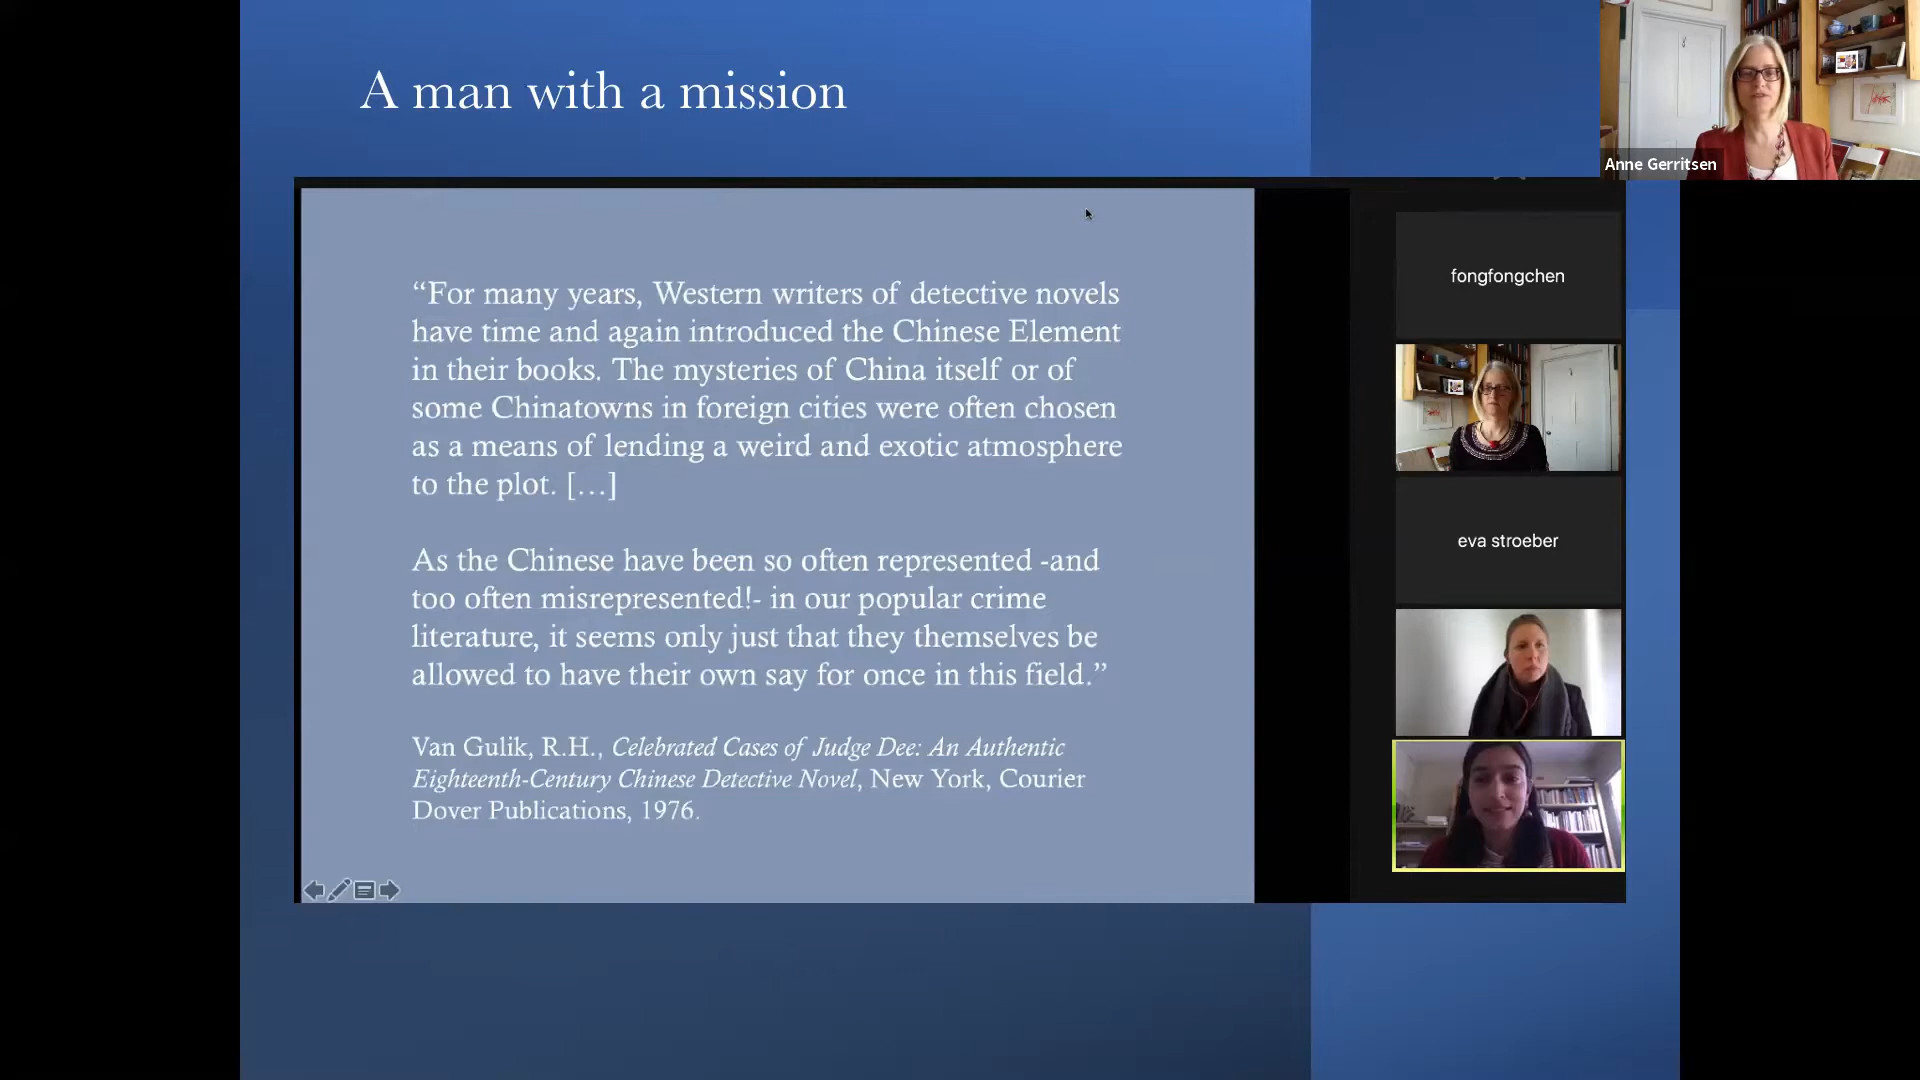 A man with a mission
Anne Gerritsen
“For many years, Western writers of detective novels
have time and again introduced the Chinese Element
in their books. The mysteries of China itself or of
some Chinatowns in foreign cities were often chosen
as a means of lending a weird and exotic atmosphere
to the plot. […]
As the Chinese have been so often represented -and
too often misrepresented!- in our popular crime
literature, it seems only just that they themselves be
allowed to have their own say for once in this field.”
Van Gulik, R.H., Celebrated Cases of Judge Dee: An Authentic
Eighteenth-Century Chinese Detective Novel, New York, Courier
Dover Publications, 1976.
fongfongchen
eva stroeber